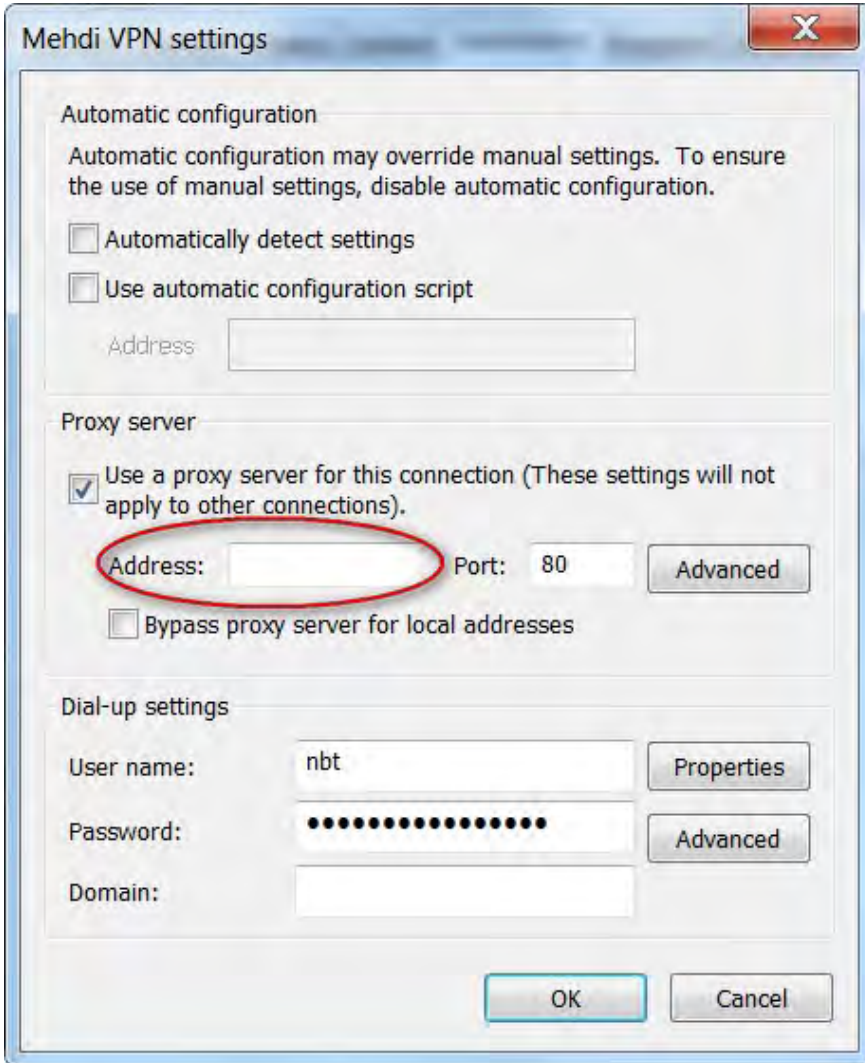 Mehdi VPN settings
Automatic configuration
Automatic configuration may override manual settings.  To ensure
the use of manual settings, disable automatic configuration.
Automatically detect settings
Use automatic configuration script
Address
Proxy server
Use a proxy server for this connection (These settings will not
apply to other connections).
Address: Port: 80 Advanced
Bypass proxy server for local addresses
Dial-up settings
User name: nbt Properties
Password: •••••••••••••••• Advanced
Domain:
OK Cancel